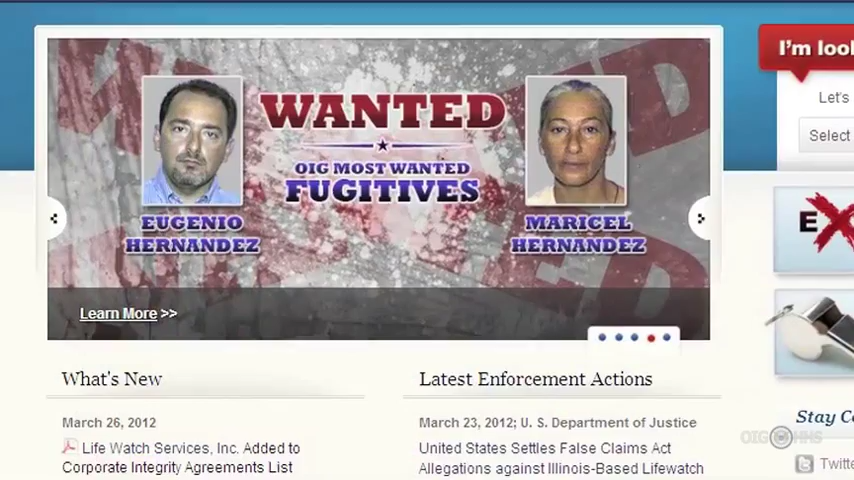 I'm look
WANTED
OIG MOST WANTED
FUGITIVES
EUGENIO
HERNANDEZ
MARICEL
HERNANDEZ
Let's
Select
Learn More >>
What's New
March 26, 2012
Life Watch Services, Inc. Added to
Corporate Integrity Agreements List
Latest Enforcement Actions
March 23, 2012; U. S. Department of Justice
United States Settles False Claims Act
Allegations against Illinois-Based Lifewatch
Stay Co
OIG HHS
Twitte